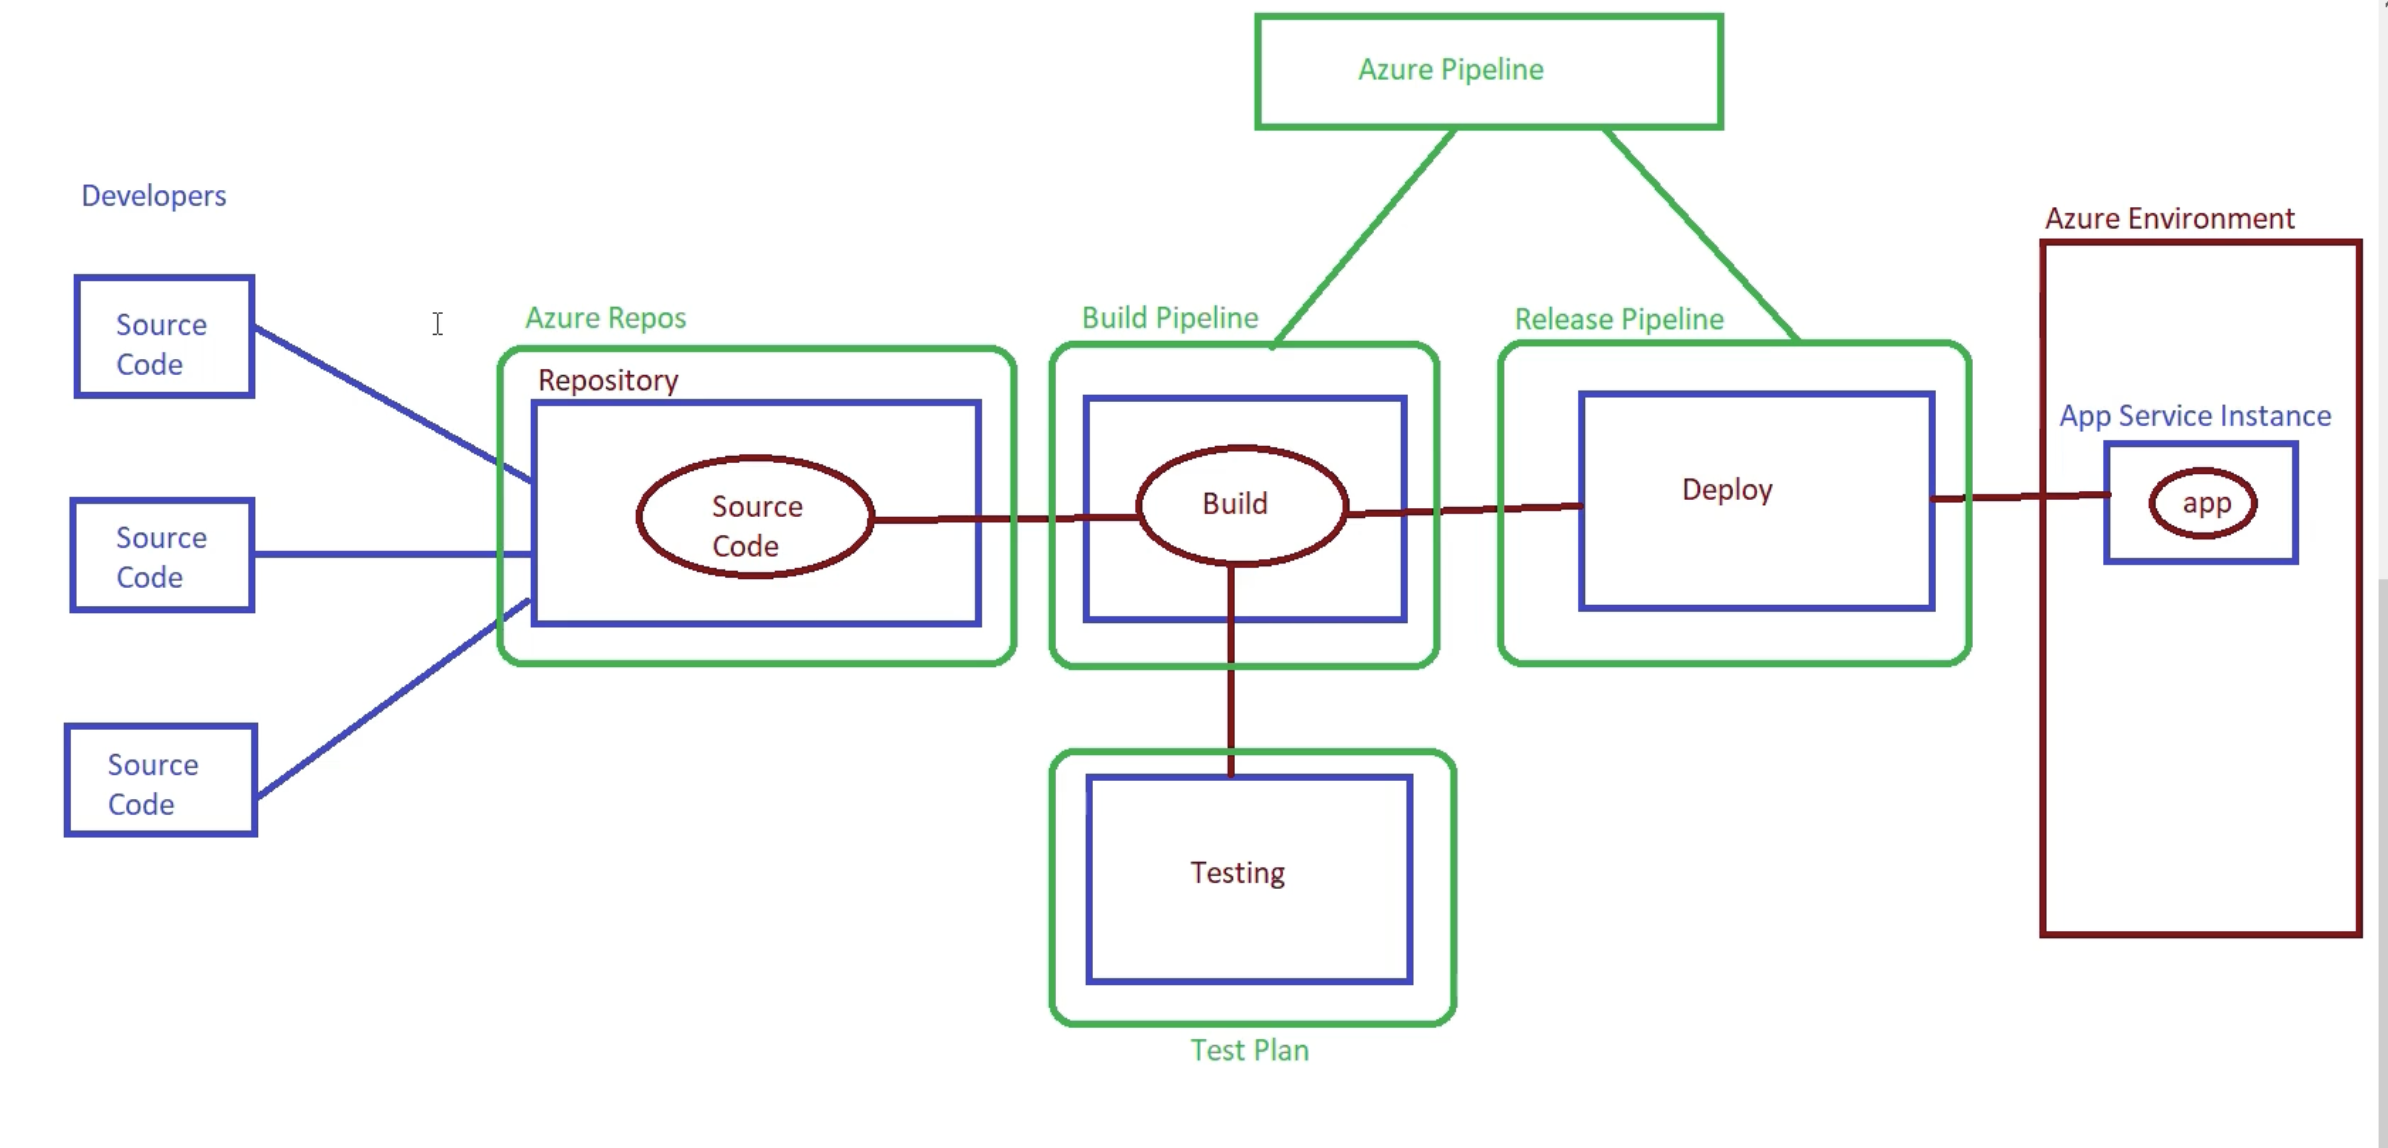 Azure Pipeline
Developers
Azure Environment
Source
Code
Azure Repos
Build Pipeline
Release Pipeline
Repository
App Service Instance
Source
Code
Build
Deploy
app
Source
Code
Source
Code
Testing
Test Plan